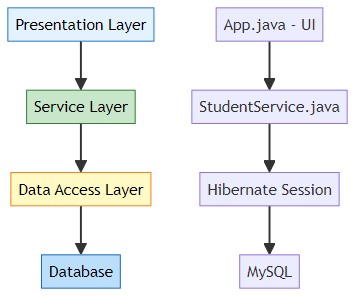 Presentation Layer
App.java - UI
Service Layer
StudentService.java
Data Access Layer
Hibernate Session
Database
MySQL